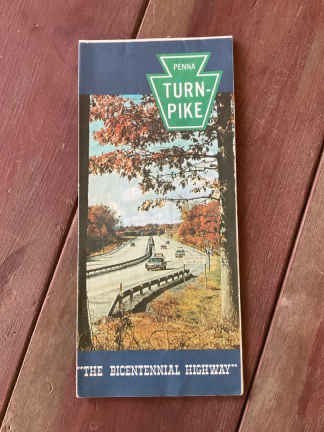 PENNA
TURN-
PIKE
"THE BICENTENNIAL HIGHWAY"